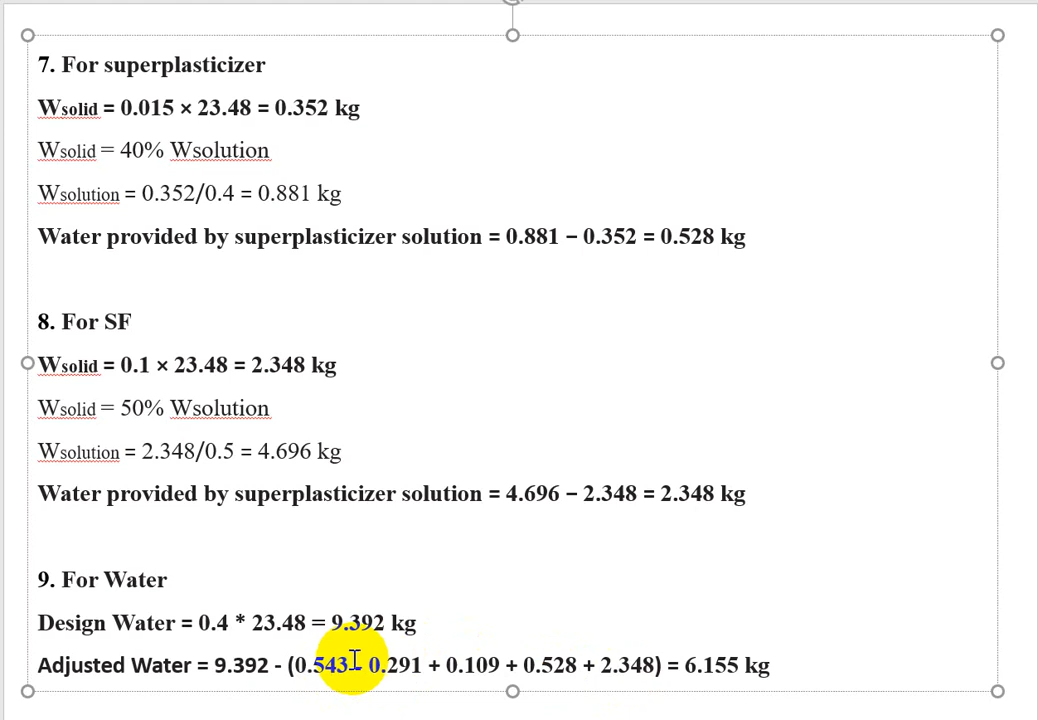 7. For superplasticizer
Wsolid = 0.015 × 23.48 = 0.352 kg
Wsolid = 40% Wsolution
Wsolution = 0.352/0.4 = 0.881 kg
Water provided by superplasticizer solution = 0.881 − 0.352 = 0.528 kg
8. For SF
Wsolid = 0.1 × 23.48 = 2.348 kg
Wsolid = 50% Wsolution
Wsolution = 2.348/0.5 = 4.696 kg
Water provided by superplasticizer solution = 4.696 − 2.348 = 2.348 kg
9. For Water
Design Water = 0.4 * 23.48 = 9.392 kg
Adjusted Water = 9.392 - (0.543 - 0.291 + 0.109 + 0.528 + 2.348) = 6.155 kg